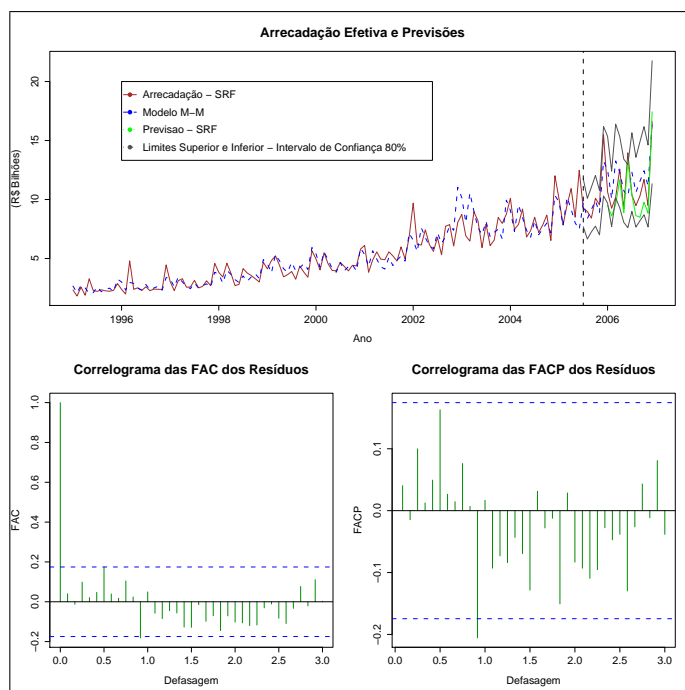 Arrecadação Efetiva e Previsões
(R$ Bilhões)
20
15
10
5
Arrecadação − SRF
Modelo M−M
Previsao − SRF
Limites Superior e Inferior − Intervalo de Confiança 80%
1996 1998 2000 2002 2004 2006
Ano
Correlograma das FAC dos Resíduos
FAC
1.0
0.8
0.6
0.4
0.2
0.0
−0.2
0.0 0.5 1.0 1.5 2.0 2.5 3.0
Defasagem
Correlograma das FACP dos Resíduos
FACP
0.1
0.0
−0.1
−0.2
0.0 0.5 1.0 1.5 2.0 2.5 3.0
Defasagem